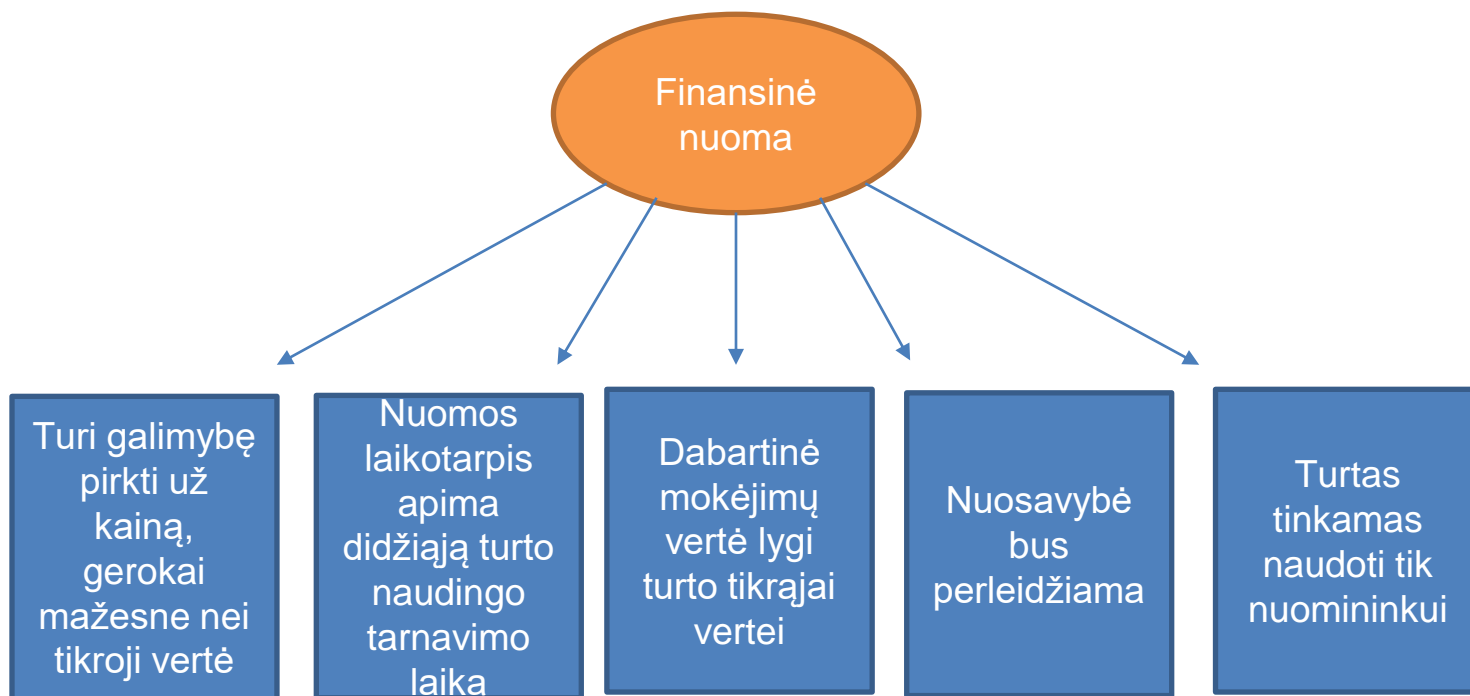 Finansinė
nuoma
Turi galimybę
pirkti už
kainą,
gerokai
mažesne nei
tikroji vertė
Nuomos
laikotarpis
apima
didžiąją turto
naudingo
tarnavimo
laiką
Dabartinė
mokėjimų
vertė lygi
turto tikrąjai
vertei
Nuosavybė
bus
perleidžiama
Turtas
tinkamas
naudoti tik
nuomininkui